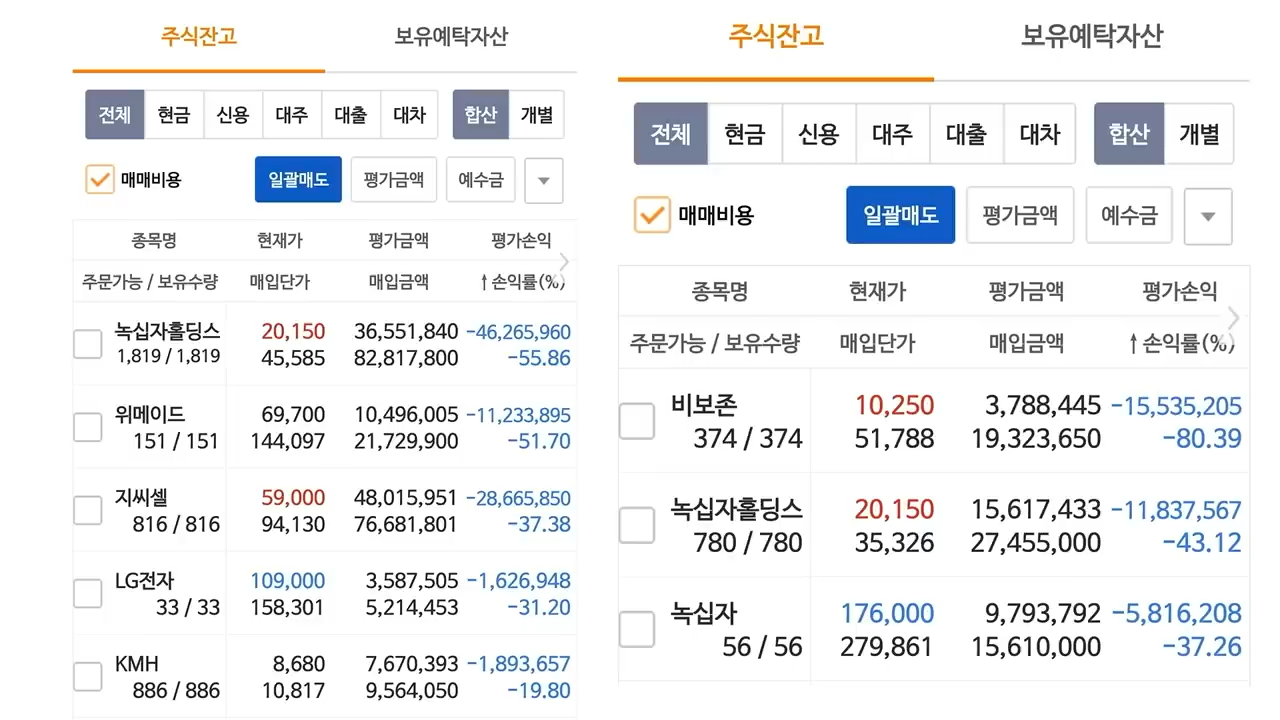 주식잔고 보유예탁자산
전체 현금 신용 대주 대출 대차 합산 개별
매매비용 일괄매도 평가금액 예수금
종목명 현재가 평가금액 평가손익
주문가능 / 보유수량 매입단가 매입금액 ↑손익률(%)
녹십자홀딩스 20,150 36,551,840 -46,265,960
1,819 / 1,819 45,585 82,817,800 -55.86
위메이드 69,700 10,496,005 -11,233,895
151 / 151 144,097 21,729,900 -51.70
지씨셀 59,000 48,015,951 -28,665,850
816 / 816 94,130 76,681,801 -37.38
LG전자 109,000 3,587,505 -1,626,948
33 / 33 158,301 5,214,453 -31.20
KMH 8,680 7,670,393 -1,893,657
886 / 886 10,817 9,564,050 -19.80
주식잔고 보유예탁자산
전체 현금 신용 대주 대출 대차 합산 개별
매매비용 일괄매도 평가금액 예수금
종목명 현재가 평가금액 평가손익
주문가능 / 보유수량 매입단가 매입금액 ↑손익률(%)
비보존 10,250 3,788,445 -15,535,205
374 / 374 51,788 19,323,650 -80.39
녹십자홀딩스 20,150 15,617,433 -11,837,567
780 / 780 35,326 27,455,000 -43.12
녹십자 176,000 9,793,792 -5,816,208
56 / 56 279,861 15,610,000 -37.26